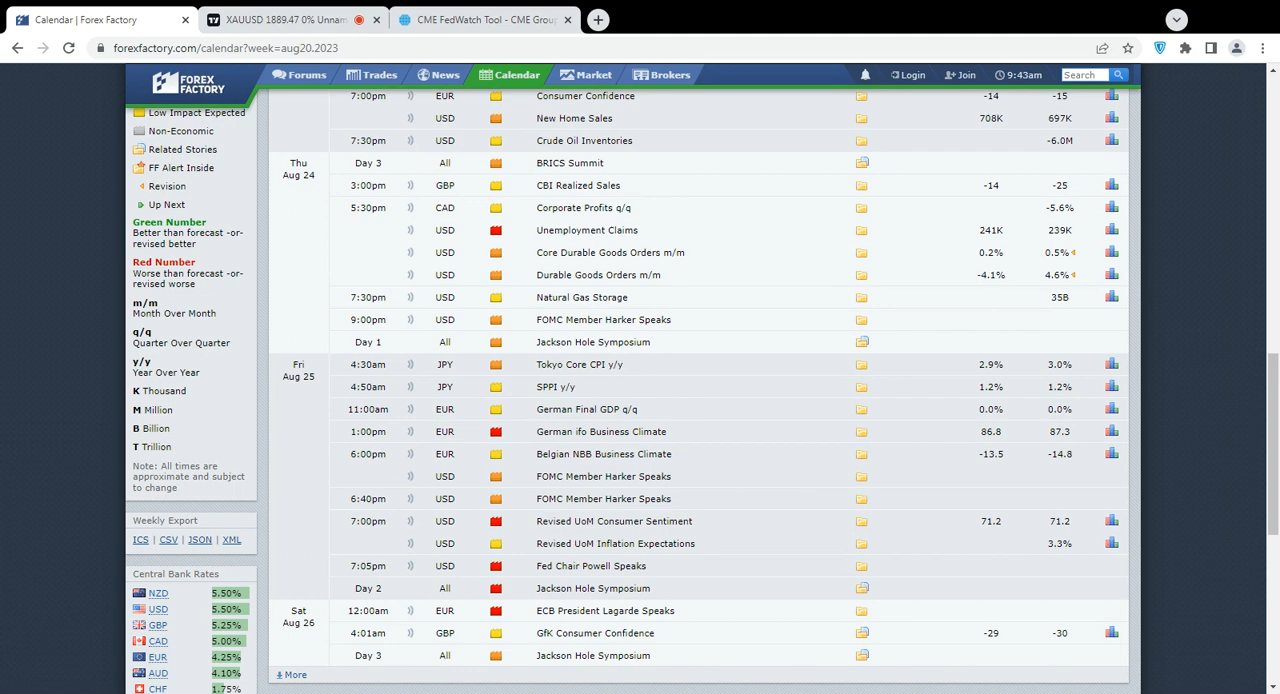 Calendar | Forex Factory
XAUUSD 1889.47 0% Unnam
CME FedWatch Tool - CME Grou
forexfactory.com/calendar?week=aug20.2023
FOREX
FACTORY
Forums
Trades
News
Calendar
Market
Brokers
Login
Join
9:43am
Search
Low Impact Expected
Non-Economic
Related Stories
FF Alert Inside
Revision
Up Next
Green Number
Better than forecast -or-
revised better
Red Number
Worse than forecast -or-
revised worse
m/m
Month Over Month
q/q
Quarter Over Quarter
y/y
Year Over Year
K Thousand
M Million
B Billion
T Trillion
Note: All times are
approximate and subject
to change
Weekly Export
ICS | CSV | JSON | XML
Central Bank Rates
NZD 5.50%
USD 5.50%
GBP 5.25%
CAD 5.00%
EUR 4.25%
AUD 4.10%
CHF 1.75%
7:00pm EUR Consumer Confidence -14 -15
USD New Home Sales 708K 697K
7:30pm USD Crude Oil Inventories -6.0M
Thu Day 3 All BRICS Summit
Aug 24
3:00pm GBP CBI Realized Sales -14 -25
5:30pm CAD Corporate Profits q/q -5.6%
USD Unemployment Claims 241K 239K
USD Core Durable Goods Orders m/m 0.2% 0.5%
USD Durable Goods Orders m/m -4.1% 4.6%
7:30pm USD Natural Gas Storage 35B
9:00pm USD FOMC Member Harker Speaks
Day 1 All Jackson Hole Symposium
Fri 4:30am JPY Tokyo Core CPI y/y 2.9% 3.0%
Aug 25
4:50am JPY SPPI y/y 1.2% 1.2%
11:00am EUR German Final GDP q/q 0.0% 0.0%
1:00pm EUR German ifo Business Climate 86.8 87.3
6:00pm EUR Belgian NBB Business Climate -13.5 -14.8
USD FOMC Member Harker Speaks
6:40pm USD FOMC Member Harker Speaks
7:00pm USD Revised UoM Consumer Sentiment 71.2 71.2
USD Revised UoM Inflation Expectations 3.3%
7:05pm USD Fed Chair Powell Speaks
Day 2 All Jackson Hole Symposium
Sat 12:00am EUR ECB President Lagarde Speaks
Aug 26
4:01am GBP GfK Consumer Confidence -29 -30
Day 3 All Jackson Hole Symposium
More